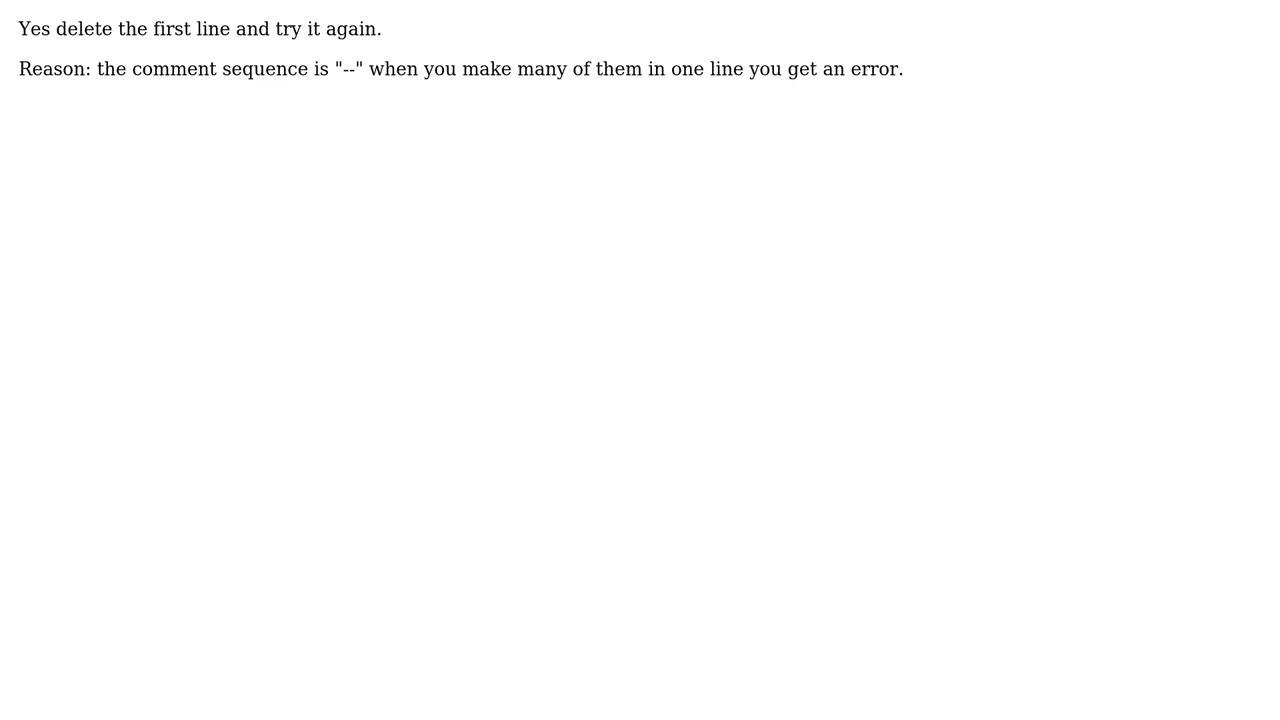 Yes delete the first line and try it again.
Reason: the comment sequence is "--" when you make many of them in one line you get an error.